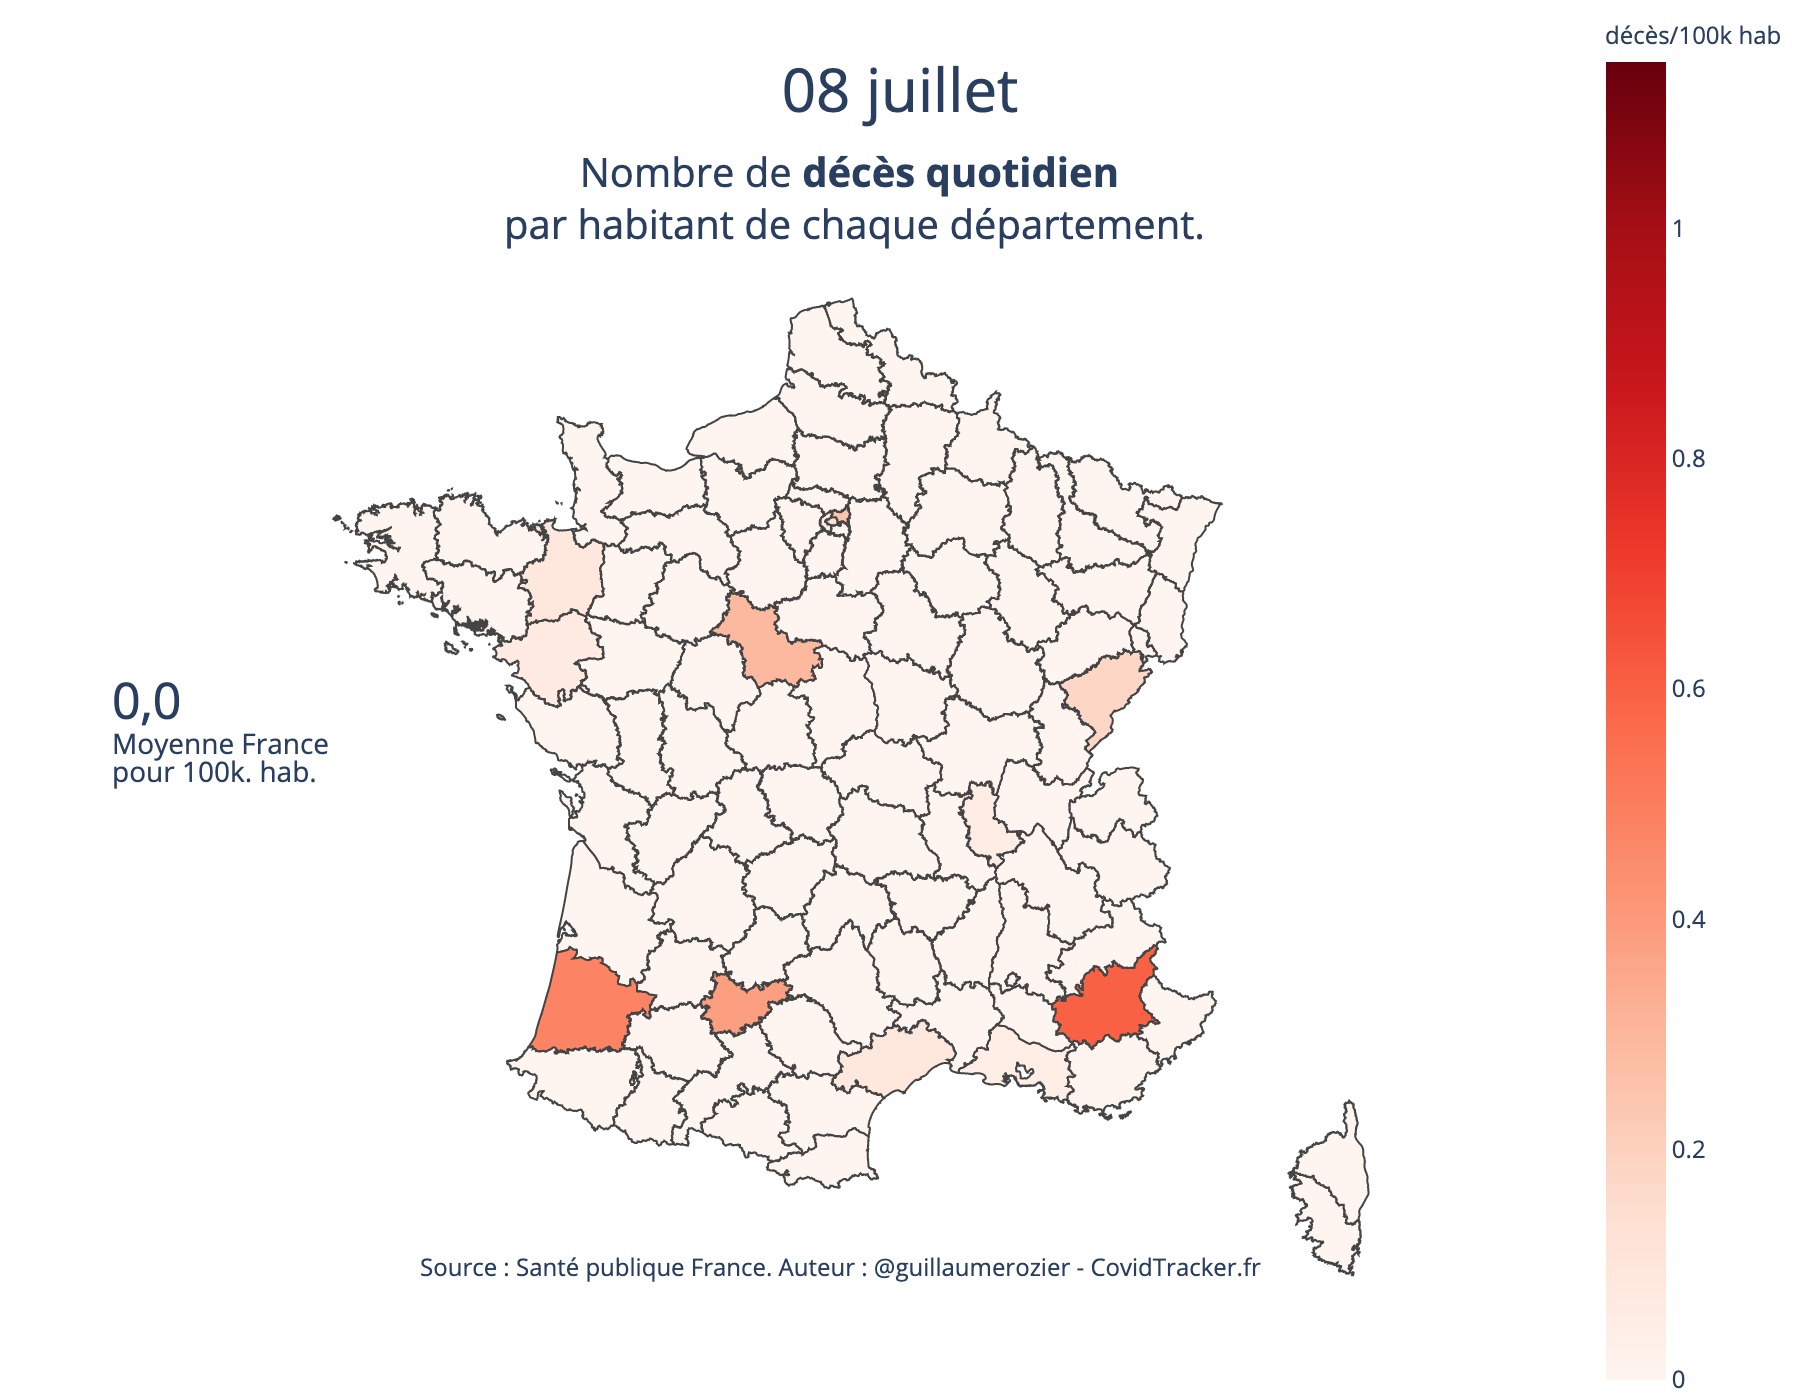 décès/100k hab
08 juillet
Nombre de décès quotidien
par habitant de chaque département.
1
0.8
0.6
0.4
0.2
0
0,0
Moyenne France
pour 100k. hab.
Source : Santé publique France. Auteur : @guillaumerozier - CovidTracker.fr